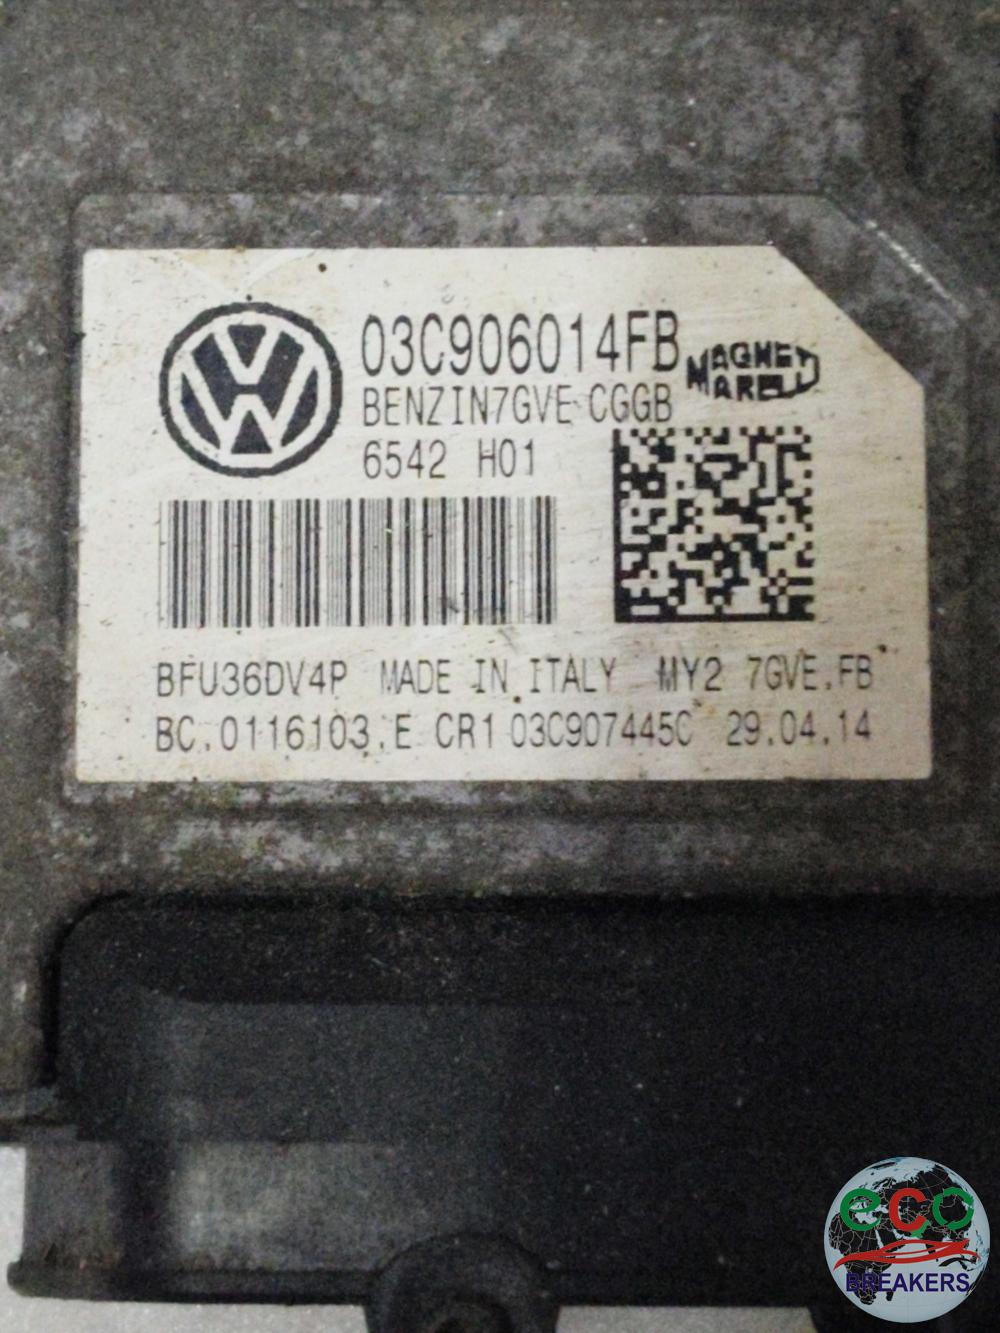 03C906014FB
MAGNETI
MARELLI
BENZIN7GVE CGGB
6542 H01
BFU36DV4P MADE IN ITALY MY2 7GVE.FB
BC.0116103.E CR1 03C907445C 29.04.14
eco
BREAKERS